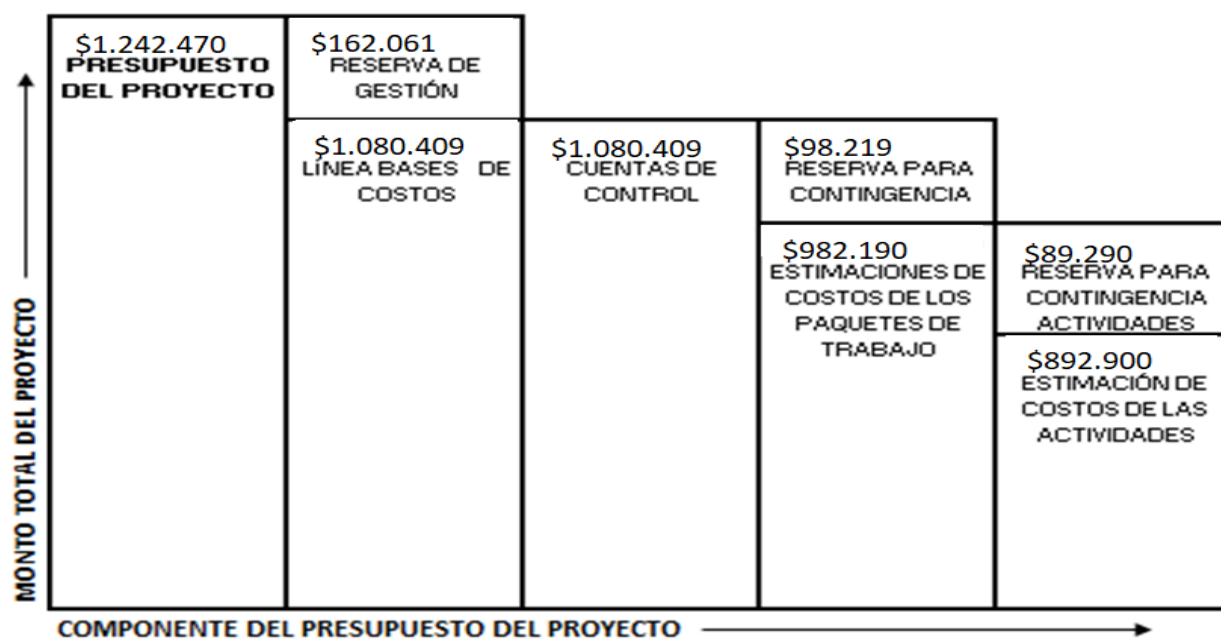 $1.242.470
PRESUPUESTO
DEL PROYECTO
$162.061
RESERVA DE
GESTIÓN
$1.080.409
LÍNEA BASES DE
COSTOS
$1.080.409
CUENTAS DE
CONTROL
$98.219
RESERVA PARA
CONTINGENCIA
$982.190
ESTIMACIONES DE
COSTOS DE LOS
PAQUETES DE
TRABAJO
$89.290
RESERVA PARA
CONTINGENCIA
ACTIVIDADES
$892.900
ESTIMACIÓN DE
COSTOS DE LAS
ACTIVIDADES
MONTO TOTAL DEL PROYECTO
COMPONENTE DEL PRESUPUESTO DEL PROYECTO